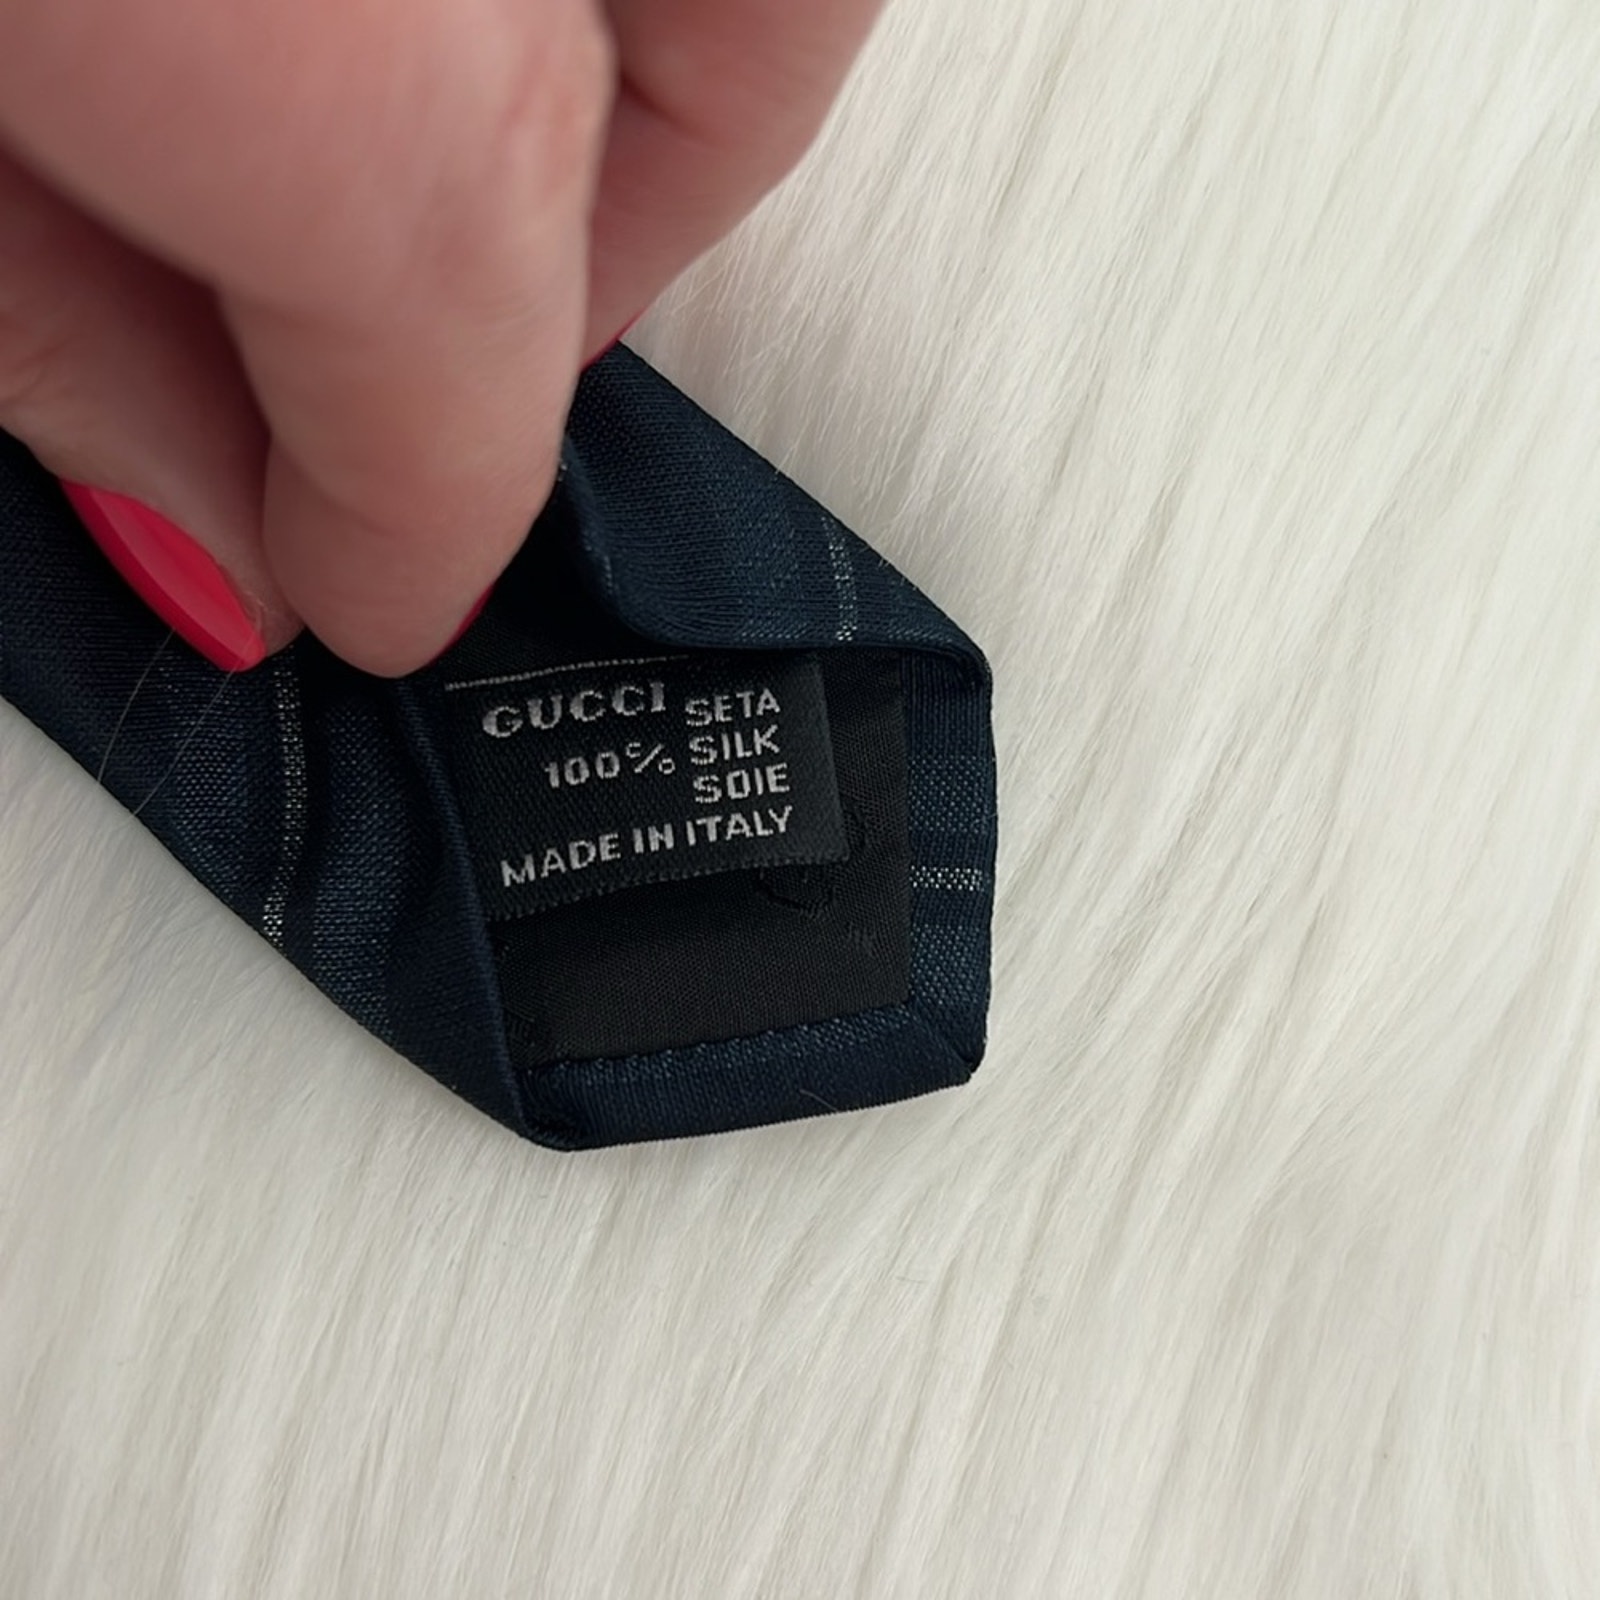 GUCCI
SETA
100% SILK
SOIE
MADE IN ITALY